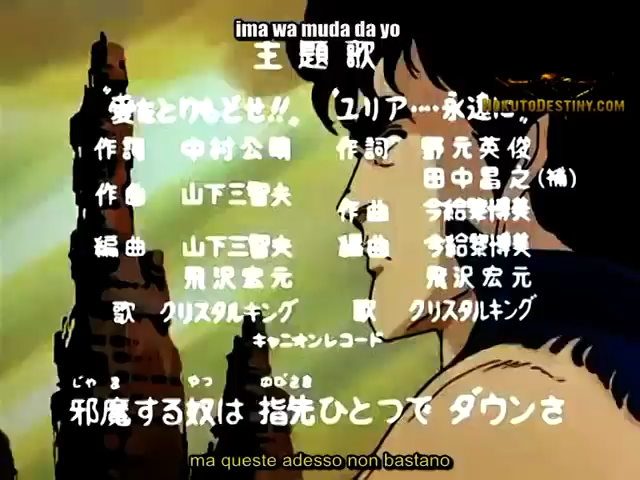 ima wa muda da yo
主題歌
HOKUTODESTINY.COM
“愛をとりもどせ!!„ “ユリア‥‥永遠に„
作詞 中村公晴 作詞 野元英俊
田中昌之(補)
作曲 山下三智夫 作曲 今給黎博美
編曲 山下三智夫 編曲 今給黎博美
飛沢宏元 飛沢宏元
歌 クリスタルキング 歌 クリスタルキング
キャニオンレコード
じゃま やつ ゆびさき
邪魔する奴は 指先ひとつで ダウンさ
ma queste adesso non bastano